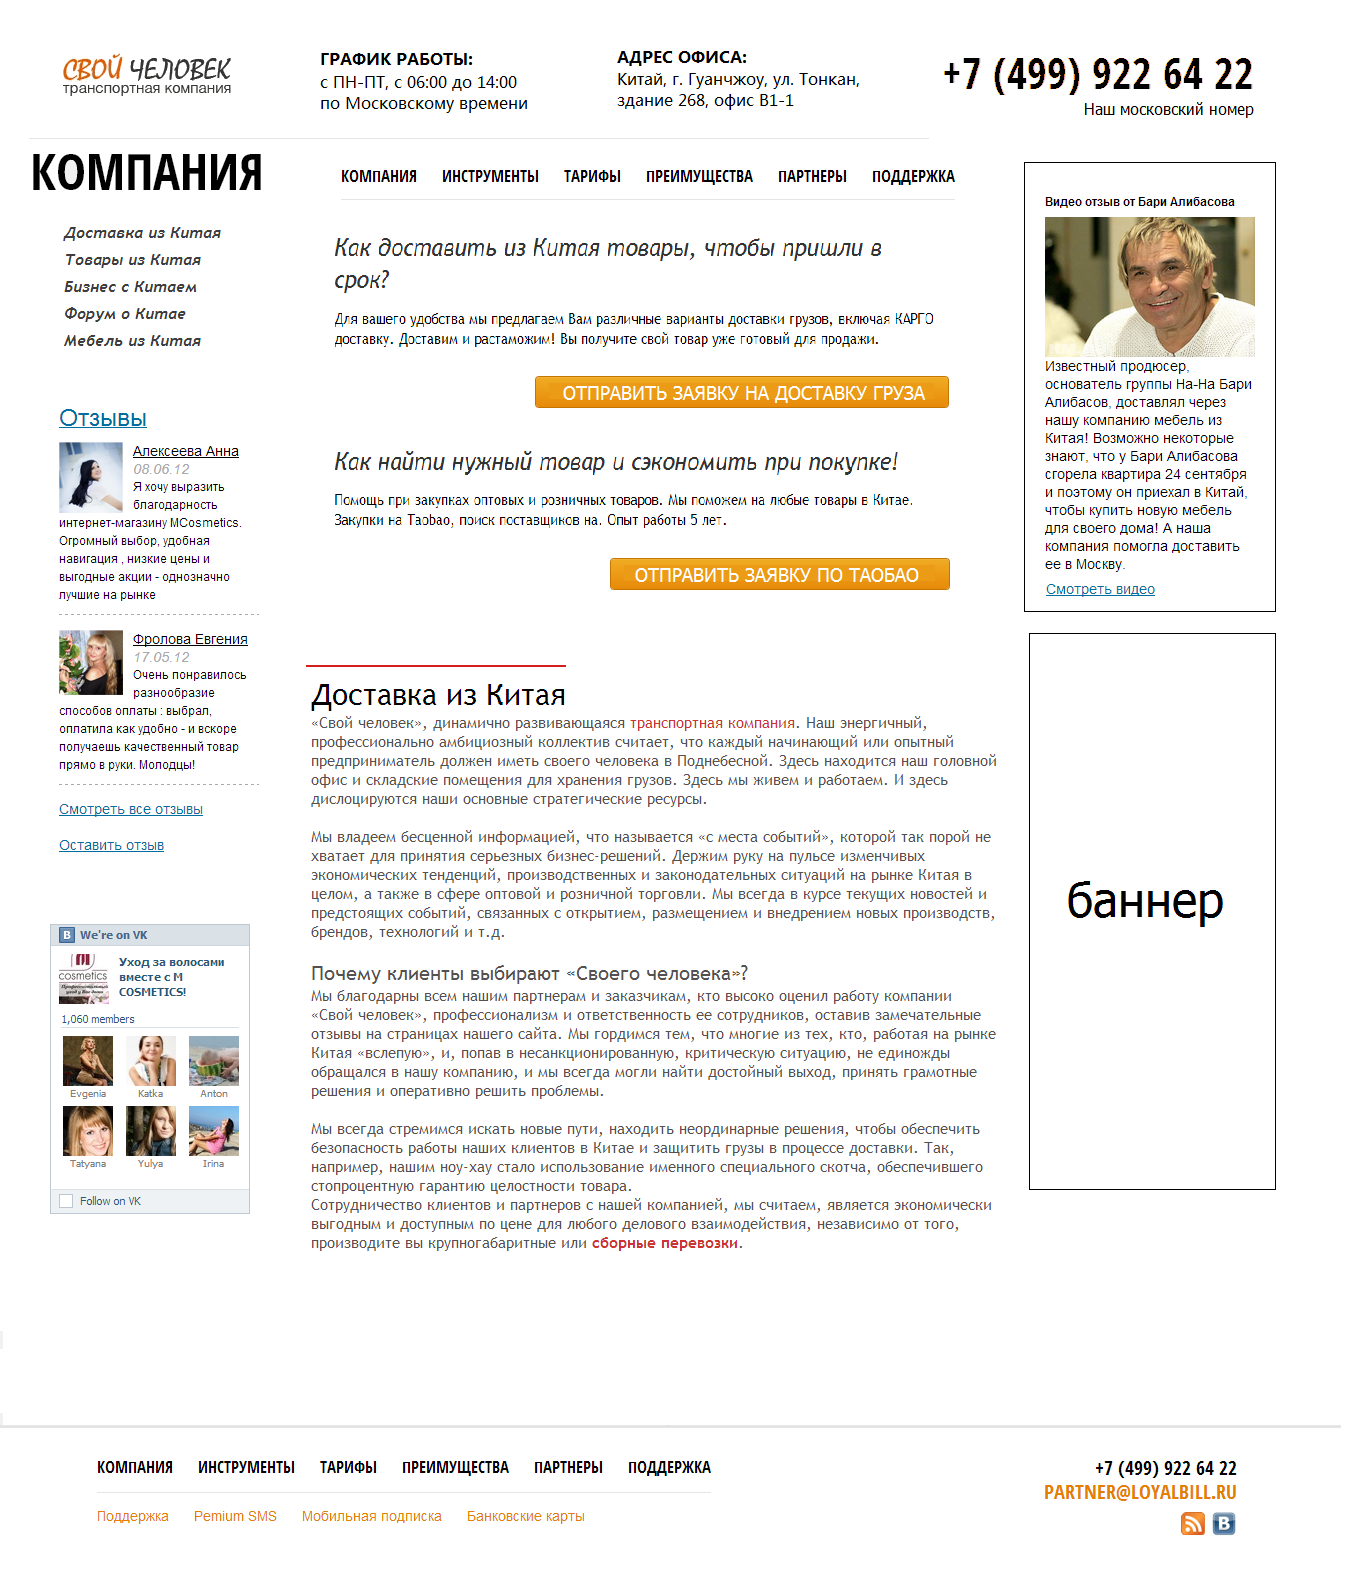 СВОЙ ЧЕЛОВЕК
транспортная компания
ГРАФИК РАБОТЫ:
с ПН-ПТ, с 06:00 до 14:00
по Московскому времени
АДРЕС ОФИСА:
Китай, г. Гуанчжоу, ул. Тонкан,
здание 268, офис B1-1
+7 (499) 922 64 22
Наш московский номер
КОМПАНИЯ
КОМПАНИЯ ИНСТРУМЕНТЫ ТАРИФЫ ПРЕИМУЩЕСТВА ПАРТНЕРЫ ПОДДЕРЖКА
Доставка из Китая
Товары из Китая
Бизнес с Китаем
Форум о Китае
Мебель из Китая
Отзывы
Алексеева Анна
08.06.12
Я хочу выразить
благодарность
интернет-магазину MCosmetics.
Огромный выбор, удобная
навигация , низкие цены и
выгодные акции - однозначно
лучшие на рынке
Фролова Евгения
17.05.12
Очень понравилось
разнообразие
способов оплаты : выбрал,
оплатила как удобно - и вскоре
получаешь качественный товар
прямо в руки. Молодцы!
Смотреть все отзывы
Оставить отзыв
We're on VK
cosmetics
Уход за волосами
вместе с M
COSMETICS!
1,060 members
Evgenia Katka Anton
Tatyana Yulya Irina
Follow on VK
Как доставить из Китая товары, чтобы пришли в
срок?
Для вашего удобства мы предлагаем Вам различные варианты доставки грузов, включая КАРГО
доставку. Доставим и растаможим! Вы получите свой товар уже готовый для продажи.
ОТПРАВИТЬ ЗАЯВКУ НА ДОСТАВКУ ГРУЗА
Как найти нужный товар и сэкономить при покупке!
Помощь при закупках оптовых и розничных товаров. Мы поможем на любые товары в Китае.
Закупки на Taobao, поиск поставщиков на. Опыт работы 5 лет.
ОТПРАВИТЬ ЗАЯВКУ ПО ТАОБАО
Доставка из Китая
«Свой человек», динамично развивающаяся транспортная компания. Наш энергичный,
профессионально амбициозный коллектив считает, что каждый начинающий или опытный
предприниматель должен иметь своего человека в Поднебесной. Здесь находится наш головной
офис и складские помещения для хранения грузов. Здесь мы живем и работаем. И здесь
дислоцируются наши основные стратегические ресурсы.
Мы владеем бесценной информацией, что называется «с места событий», которой так порой не
хватает для принятия серьезных бизнес-решений. Держим руку на пульсе изменчивых
экономических тенденций, производственных и законодательных ситуаций на рынке Китая в
целом, а также в сфере оптовой и розничной торговли. Мы всегда в курсе текущих новостей и
предстоящих событий, связанных с открытием, размещением и внедрением новых производств,
брендов, технологий и т.д.
Почему клиенты выбирают «Своего человека»?
Мы благодарны всем нашим партнерам и заказчикам, кто высоко оценил работу компании
«Свой человек», профессионализм и ответственность ее сотрудников, оставив замечательные
отзывы на страницах нашего сайта. Мы гордимся тем, что многие из тех, кто, работая на рынке
Китая «вслепую», и, попав в несанкционированную, критическую ситуацию, не единожды
обращался в нашу компанию, и мы всегда могли найти достойный выход, принять грамотные
решения и оперативно решить проблемы.
Мы всегда стремимся искать новые пути, находить неординарные решения, чтобы обеспечить
безопасность работы наших клиентов в Китае и защитить грузы в процессе доставки. Так,
например, нашим ноу-хау стало использование именного специального скотча, обеспечившего
стопроцентную гарантию целостности товара.
Сотрудничество клиентов и партнеров с нашей компанией, мы считаем, является экономически
выгодным и доступным по цене для любого делового взаимодействия, независимо от того,
производите вы крупногабаритные или сборные перевозки.
Видео отзыв от Бари Алибасова
Известный продюсер,
основатель группы На-На Бари
Алибасов, доставлял через
нашу компанию мебель из
Китая! Возможно некоторые
знают, что у Бари Алибасова
сгорела квартира 24 сентября
и поэтому он приехал в Китай,
чтобы купить новую мебель
для своего дома! А наша
компания помогла доставить
ее в Москву.
Смотреть видео
баннер
КОМПАНИЯ ИНСТРУМЕНТЫ ТАРИФЫ ПРЕИМУЩЕСТВА ПАРТНЕРЫ ПОДДЕРЖКА
Поддержка Pemium SMS Мобильная подписка Банковские карты
+7 (499) 922 64 22
PARTNER@LOYALBILL.RU